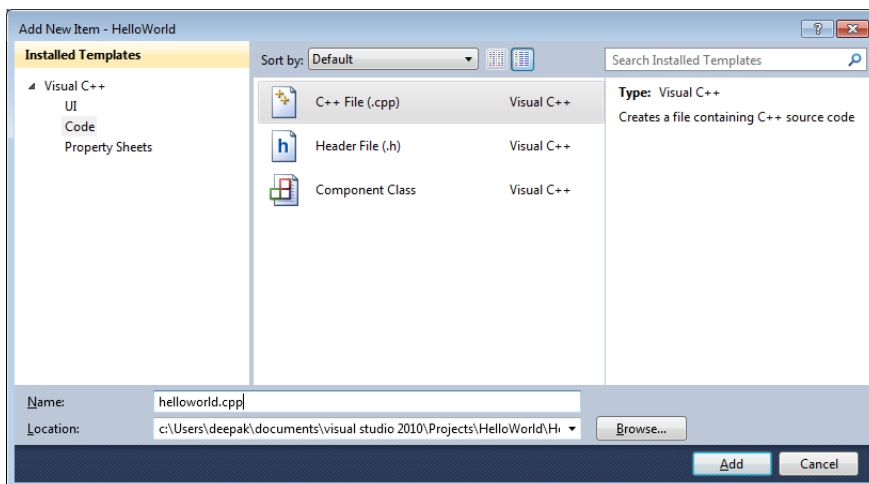 Add New Item - HelloWorld
Installed Templates
Visual C++
UI
Code
Property Sheets
Sort by: Default
C++ File (.cpp) Visual C++
Header File (.h) Visual C++
Component Class Visual C++
Search Installed Templates
Type: Visual C++
Creates a file containing C++ source code
Name: helloworld.cpp
Location: c:\Users\deepak\documents\visual studio 2010\Projects\HelloWorld\H
Browse...
Add Cancel